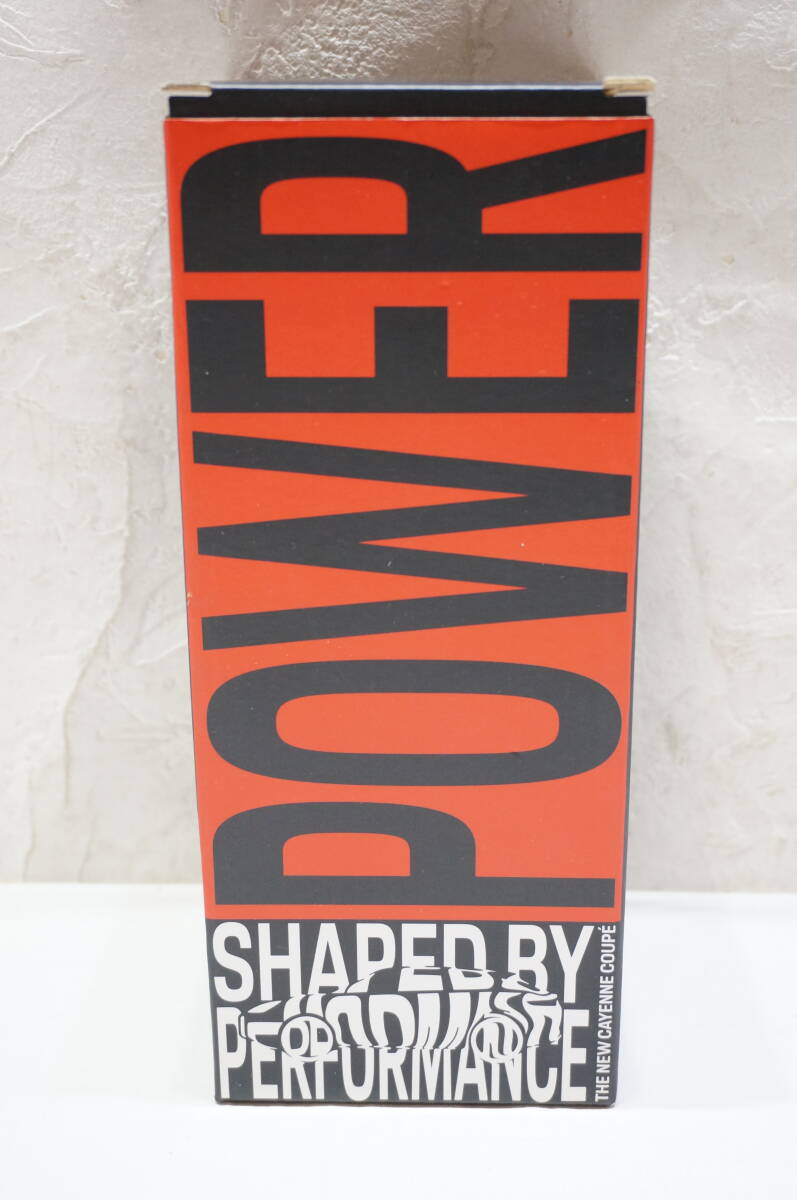 POWER
SHAPED BY
PERFORMANCE
THE NEW CAYENNE COUPÉ